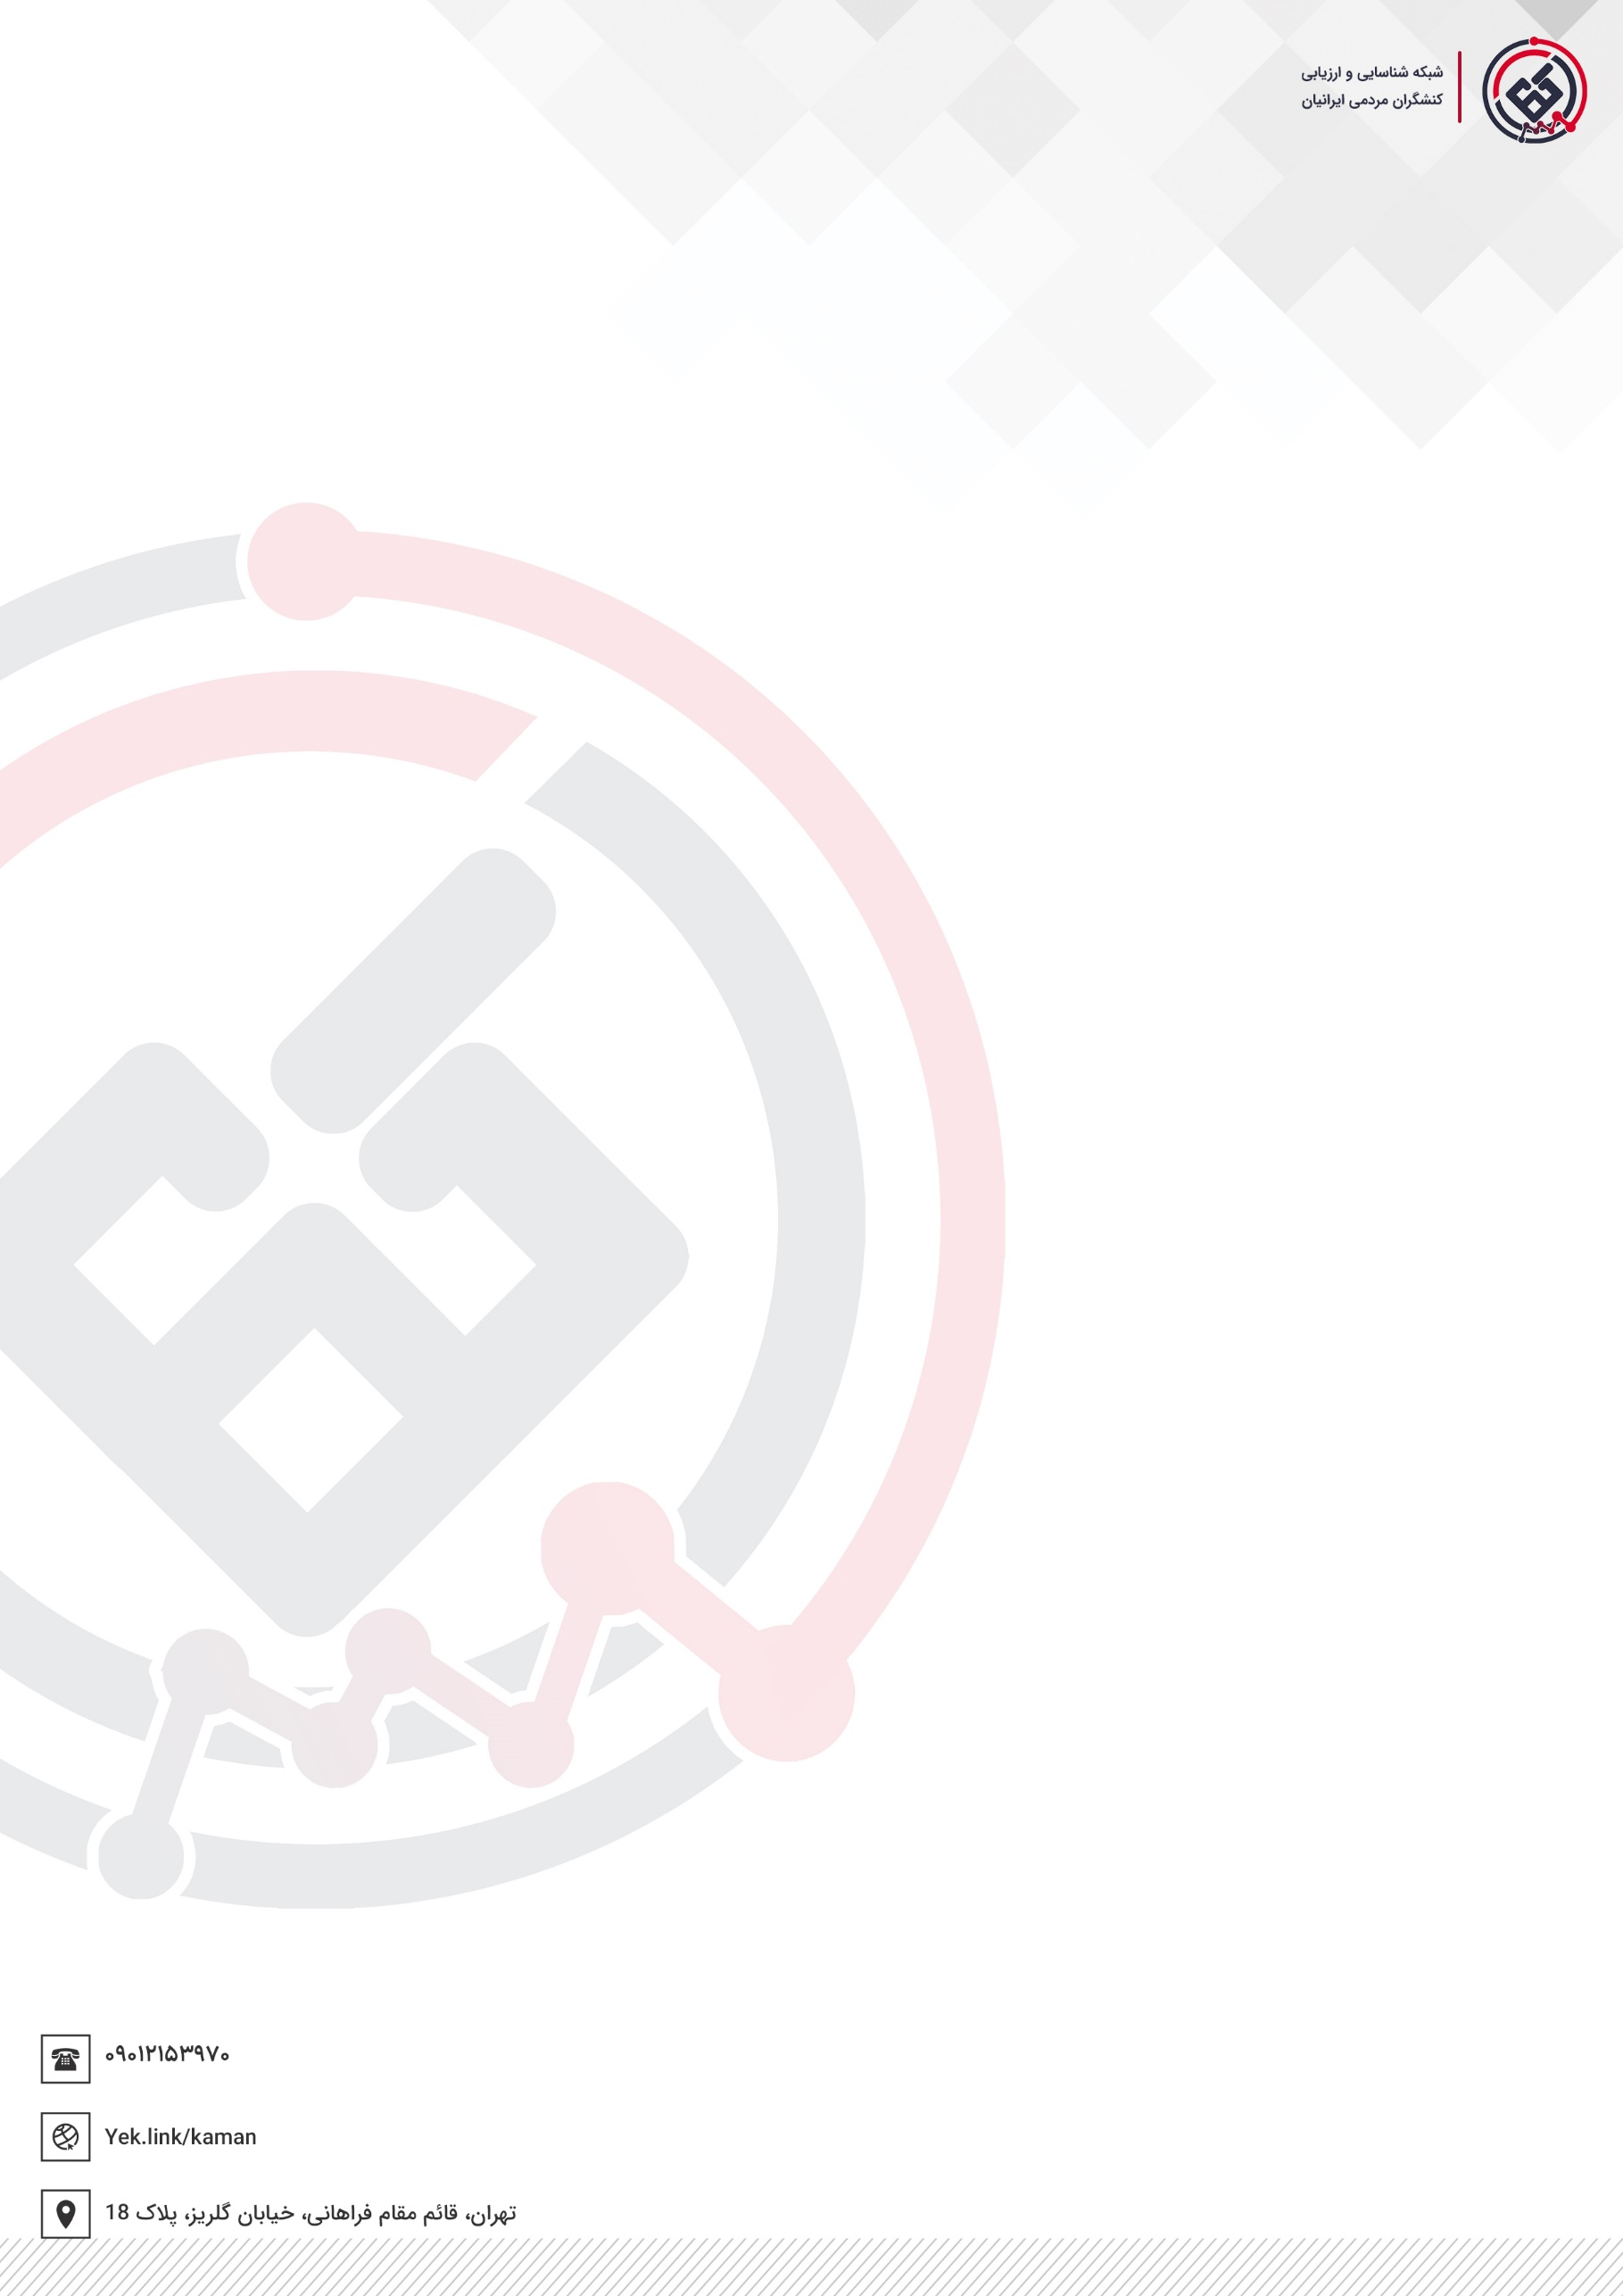 شبکه شناسایی و ارزیابی
کنشگران مردمی ایرانیان
۰۹۰۱۲۱۵۳۹۷۰
Yek.link/kaman
تهران، قائم مقام فراهانی، خیابان گلریز، پلاک 18